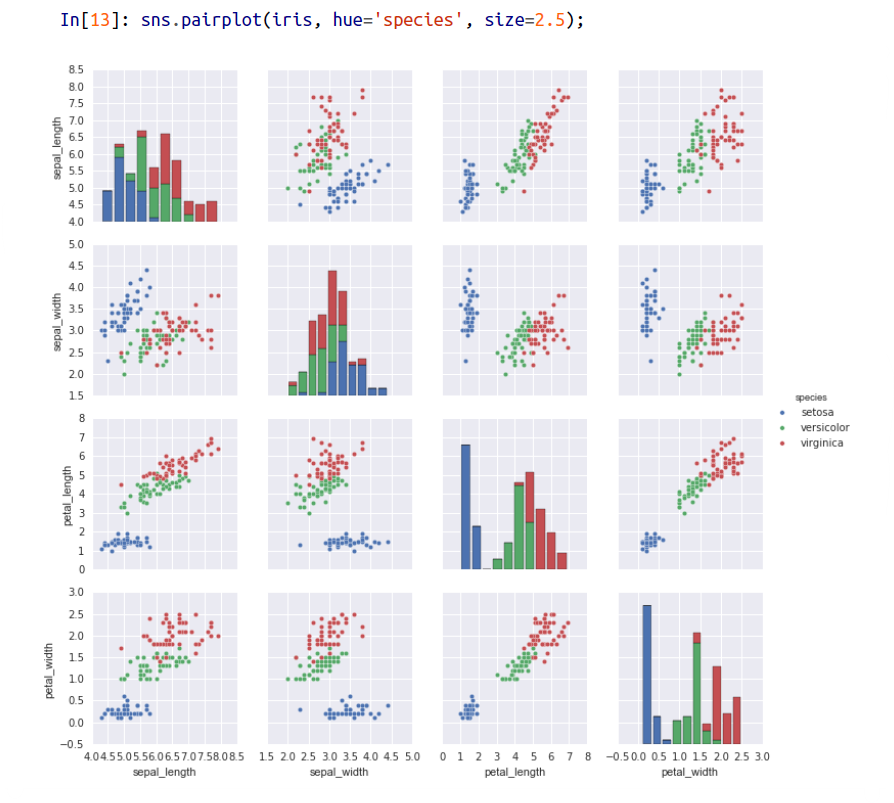 In[13]: sns.pairplot(iris, hue='species', size=2.5);
8.5
8.0
7.5
7.0
6.5
6.0
5.5
5.0
4.5
4.0
sepal_length
5.0
4.5
4.0
3.5
3.0
2.5
2.0
1.5
sepal_width
species
setosa
versicolor
virginica
8
7
6
5
4
3
2
1
0
petal_length
3.0
2.5
2.0
1.5
1.0
0.5
0.0
−0.5
petal_width
4.0 4.5 5.0 5.5 6.0 6.5 7.0 7.5 8.0 8.5
sepal_length
1.5 2.0 2.5 3.0 3.5 4.0 4.5 5.0
sepal_width
0 1 2 3 4 5 6 7 8
petal_length
−0.5 0.0 0.5 1.0 1.5 2.0 2.5 3.0
petal_width